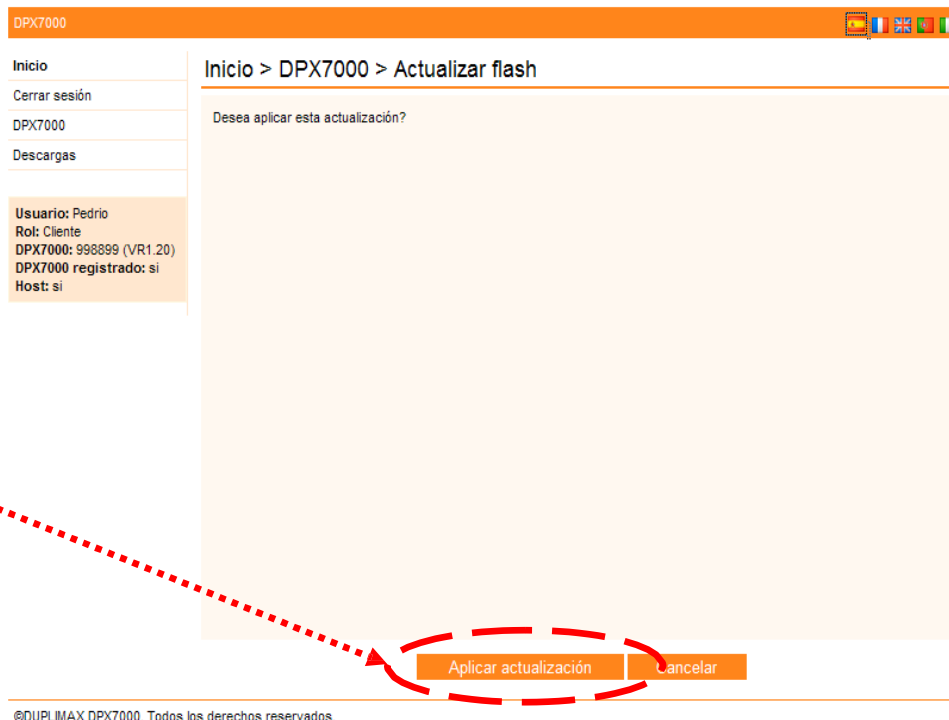 DPX7000
Inicio
Cerrar sesión
DPX7000
Descargas
Usuario: Pedrio
Rol: Cliente
DPX7000: 998899 (VR1.20)
DPX7000 registrado: si
Host: si
Inicio > DPX7000 > Actualizar flash
Desea aplicar esta actualización?
Aplicar actualización
Cancelar
©DUPLIMAX DPX7000. Todos los derechos reservados.